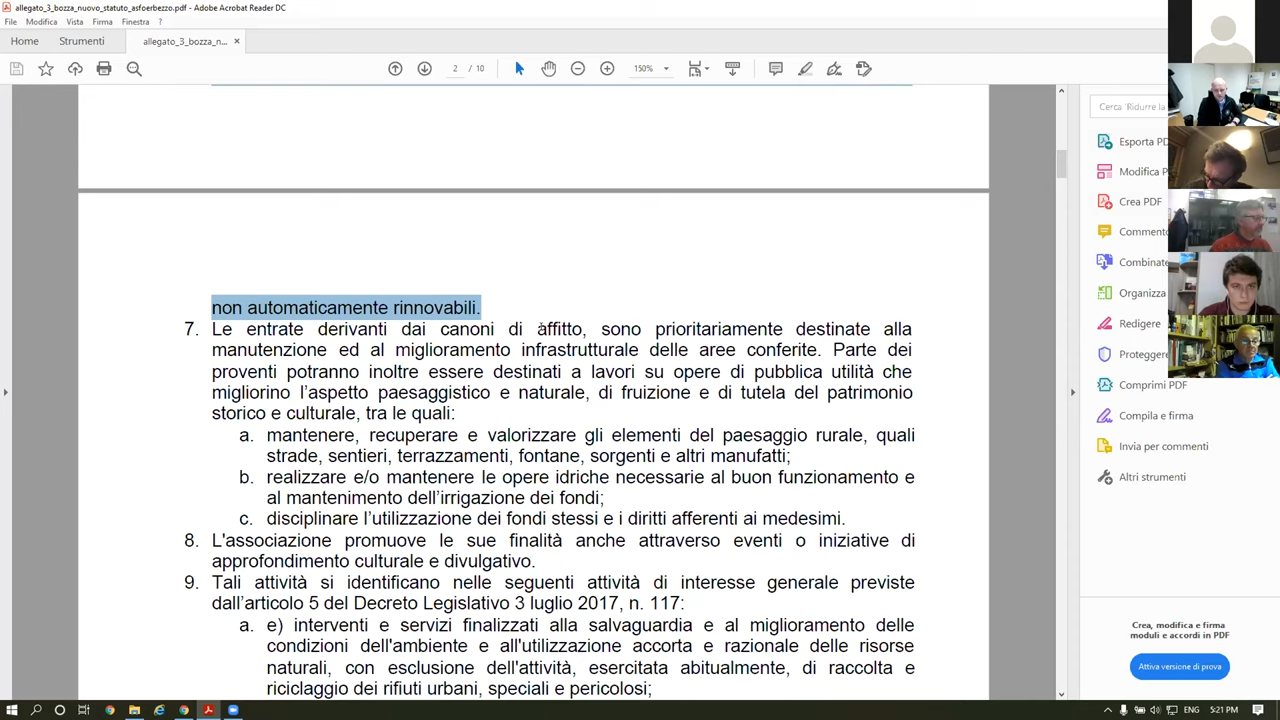 allegato_3_bozza_nuovo_statuto_asfoerbezzo.pdf - Adobe Acrobat Reader DC
File Modifica Vista Firma Finestra ?
Home Strumenti allegato_3_bozza_n... ×
2 / 10 150%
non automaticamente rinnovabili.
7. Le entrate derivanti dai canoni di affitto, sono prioritariamente destinate alla
manutenzione ed al miglioramento infrastrutturale delle aree conferite. Parte dei
proventi potranno inoltre essere destinati a lavori su opere di pubblica utilità che
migliorino l'aspetto paesaggistico e naturale, di fruizione e di tutela del patrimonio
storico e culturale, tra le quali:
a. mantenere, recuperare e valorizzare gli elementi del paesaggio rurale, quali
strade, sentieri, terrazzamenti, fontane, sorgenti e altri manufatti;
b. realizzare e/o mantenere le opere idriche necessarie al buon funzionamento e
al mantenimento dell'irrigazione dei fondi;
c. disciplinare l'utilizzazione dei fondi stessi e i diritti afferenti ai medesimi.
8. L'associazione promuove le sue finalità anche attraverso eventi o iniziative di
approfondimento culturale e divulgativo.
9. Tali attività si identificano nelle seguenti attività di interesse generale previste
dall'articolo 5 del Decreto Legislativo 3 luglio 2017, n. 117:
a. e) interventi e servizi finalizzati alla salvaguardia e al miglioramento delle
condizioni dell'ambiente e all'utilizzazione accorta e razionale delle risorse
naturali, con esclusione dell'attività, esercitata abitualmente, di raccolta e
riciclaggio dei rifiuti urbani, speciali e pericolosi;
Cerca 'Ridurre la
Esporta PD
Modifica P
Crea PDF
Commento
Combinate
Organizza
Redigere
Proteggere
Comprimi PDF
Compila e firma
Invia per commenti
Altri strumenti
Crea, modifica e firma
moduli e accordi in PDF
Attiva versione di prova
ENG 5:21 PM